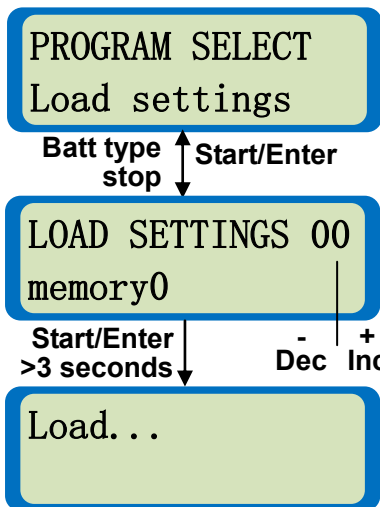 PROGRAM SELECT
Load settings
Batt type
stop
Start/Enter
LOAD SETTINGS 00
memory0
Start/Enter
>3 seconds
- +
Dec Inc
Load...